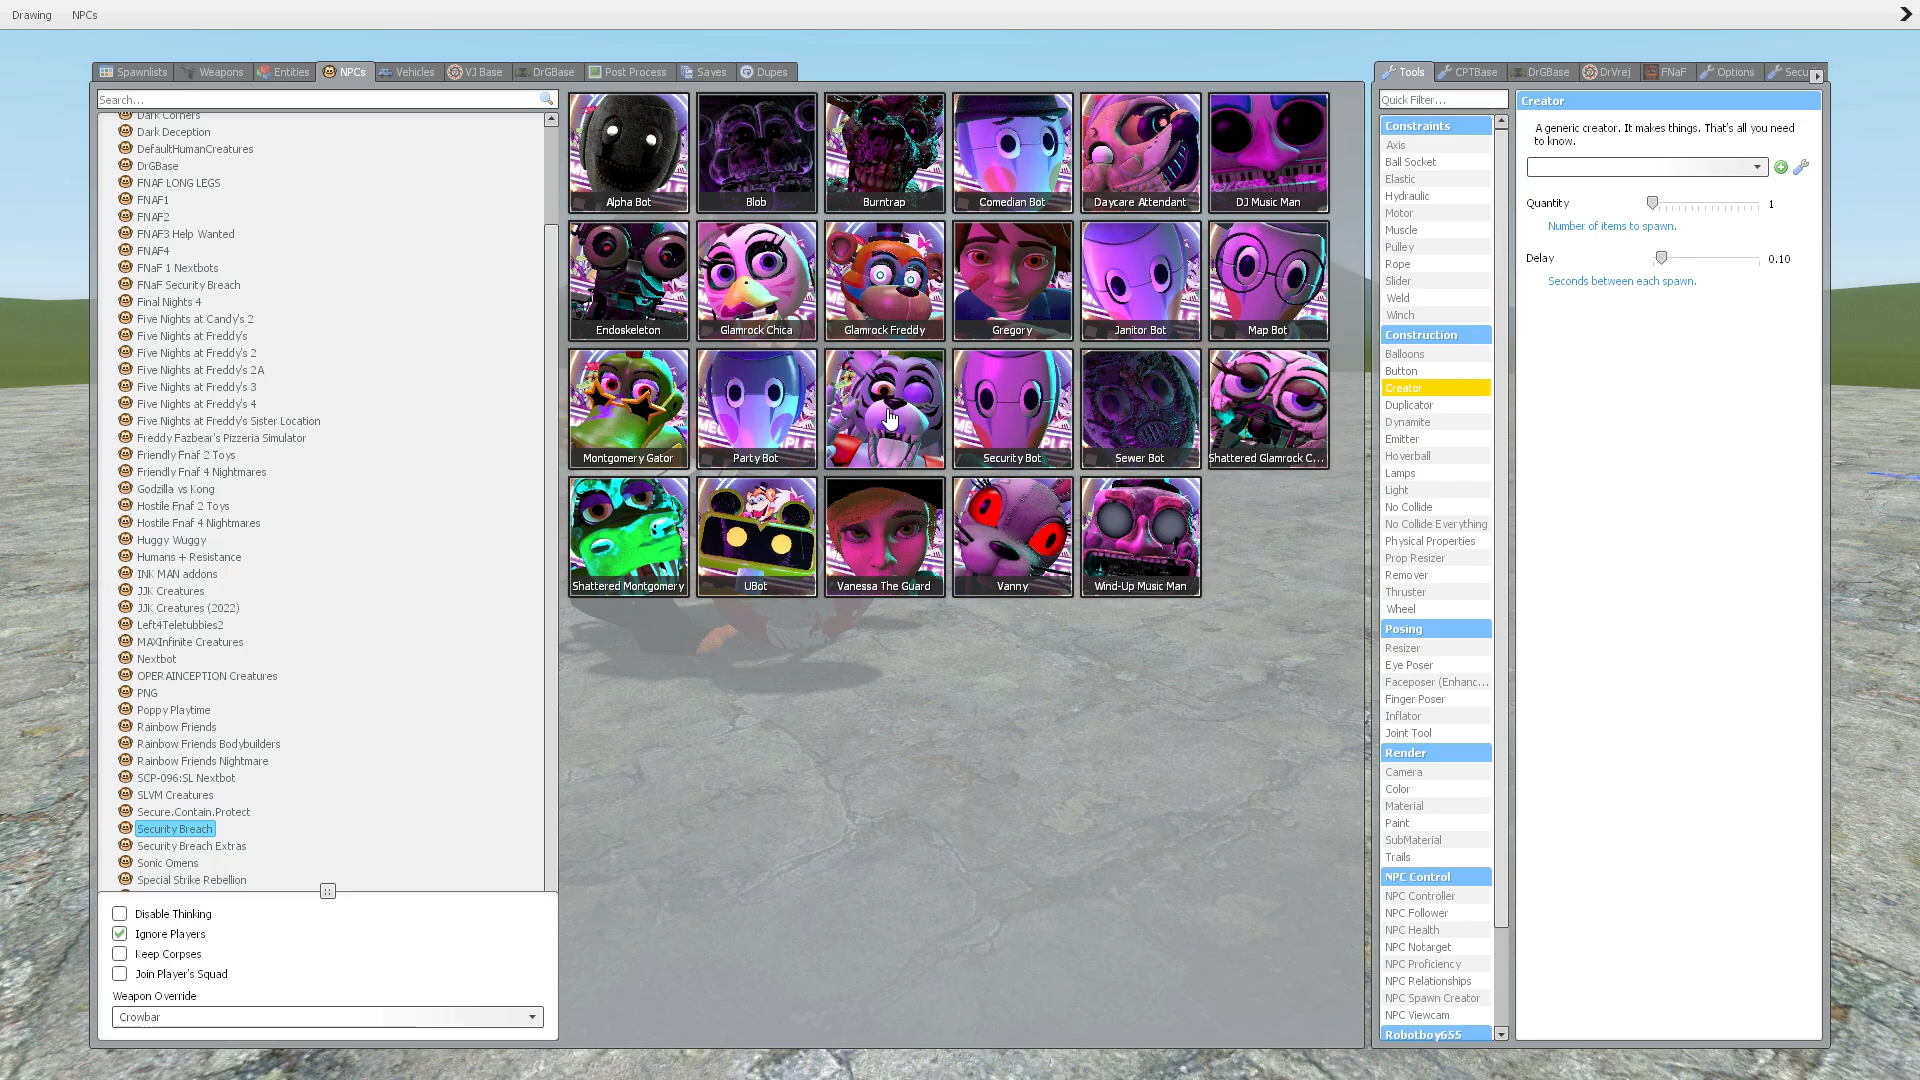 Drawing NPCs
Spawnlists Weapons Entities NPCs Vehicles VJ Base DrGBase Post Process Saves Dupes
Search...
Dark Corners
Dark Deception
DefaultHumanCreatures
DrGBase
FNAF LONG LEGS
FNAF1
FNAF2
FNAF3 Help Wanted
FNAF4
FNaF 1 Nextbots
FNaF Security Breach
Final Nights 4
Five Nights at Candy's 2
Five Nights at Freddy's
Five Nights at Freddy's 2
Five Nights at Freddy's 2A
Five Nights at Freddy's 3
Five Nights at Freddy's 4
Five Nights at Freddy's Sister Location
Freddy Fazbear's Pizzeria Simulator
Friendly Fnaf 2 Toys
Friendly Fnaf 4 Nightmares
Godzilla vs Kong
Hostile Fnaf 2 Toys
Hostile Fnaf 4 Nightmares
Huggy Wuggy
Humans + Resistance
INK MAN addons
JJK Creatures
JJK Creatures (2022)
Left4Teletubbies2
MAXInfinite Creatures
Nextbot
OPERAINCEPTION Creatures
PNG
Poppy Playtime
Rainbow Friends
Rainbow Friends Bodybuilders
Rainbow Friends Nightmare
SCP-096:SL Nextbot
SLVM Creatures
Secure.Contain.Protect
Security Breach
Security Breach Extras
Sonic Omens
Special Strike Rebellion
Disable Thinking
Ignore Players
Keep Corpses
Join Player's Squad
Weapon Override
Crowbar
Alpha Bot Blob Burntrap Comedian Bot Daycare Attendant DJ Music Man
Endoskeleton Glamrock Chica Glamrock Freddy Gregory Janitor Bot Map Bot
Montgomery Gator Party Bot Security Bot Sewer Bot Shattered Glamrock C...
Shattered Montgomery UBot Vanessa The Guard Vanny Wind-Up Music Man
Tools CPTBase DrGBase DrVrej FNaF Options Secu
Quick Filter...
Constraints
Axis
Ball Socket
Elastic
Hydraulic
Motor
Muscle
Pulley
Rope
Slider
Weld
Winch
Construction
Balloons
Button
Creator
Duplicator
Dynamite
Emitter
Hoverball
Lamps
Light
No Collide
No Collide Everything
Physical Properties
Prop Resizer
Remover
Thruster
Wheel
Posing
Resizer
Eye Poser
Faceposer (Enhanc...
Finger Poser
Inflator
Joint Tool
Render
Camera
Color
Material
Paint
SubMaterial
Trails
NPC Control
NPC Controller
NPC Follower
NPC Health
NPC Notarget
NPC Proficiency
NPC Relationships
NPC Spawn Creator
NPC Viewcam
Robotboy655
Creator
A generic creator. It makes things. That's all you need
to know.
Quantity 1
Number of items to spawn.
Delay 0.10
Seconds between each spawn.